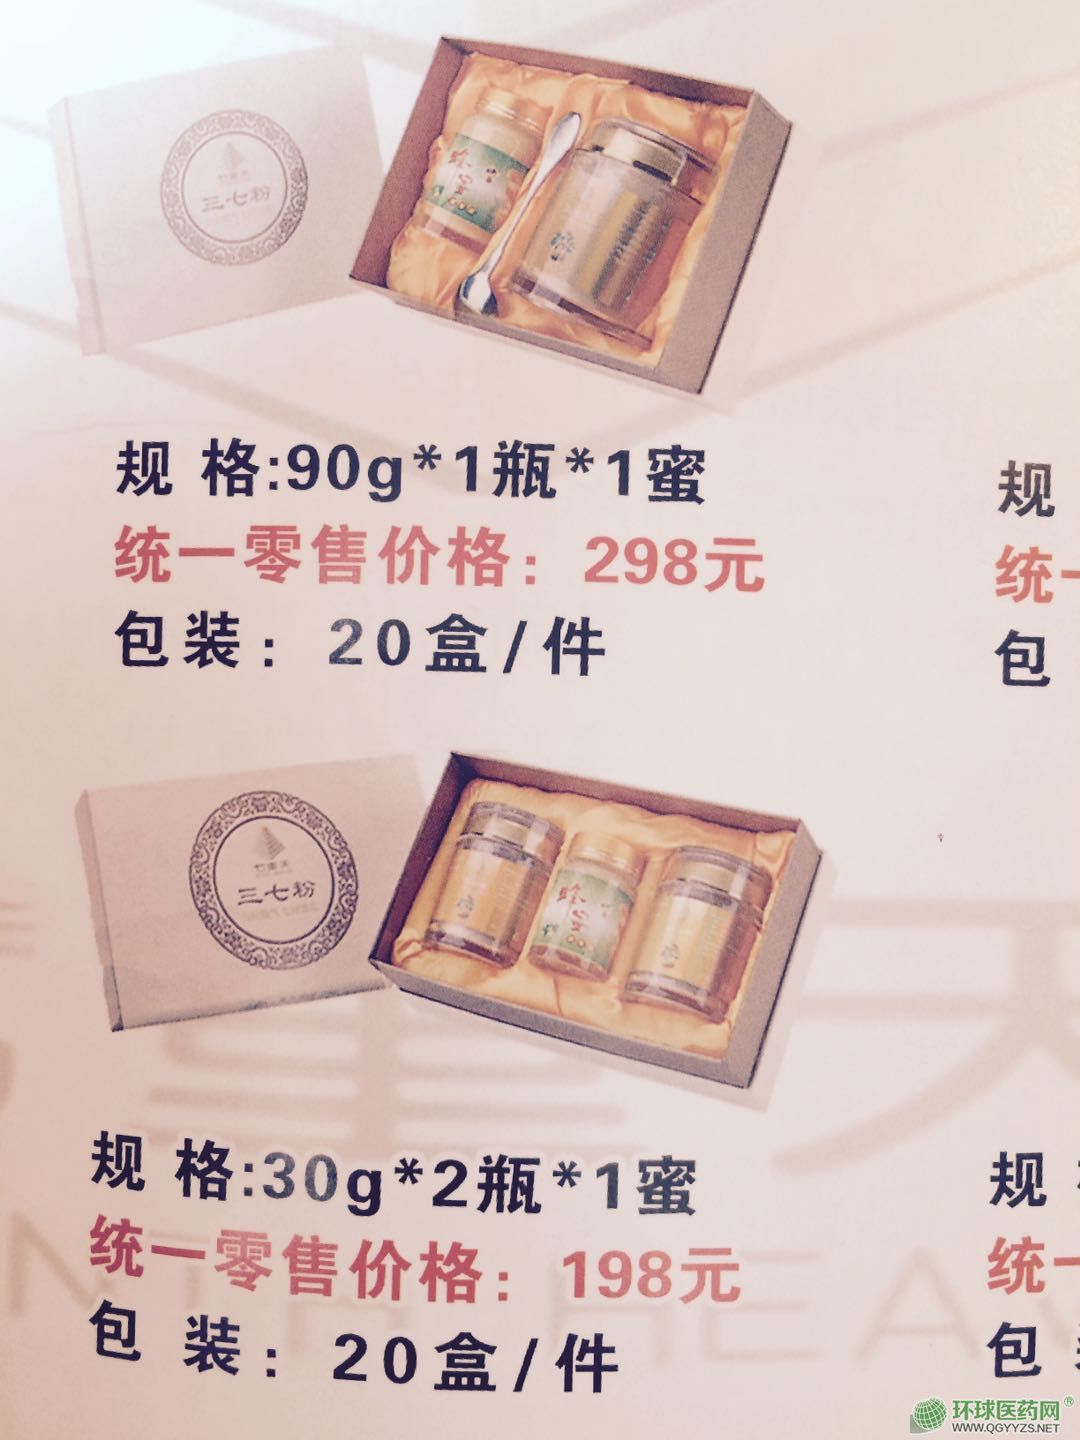 三七粉
规 格:90g*1瓶*1蜜
统一零售价格：298元
包装：20盒/件
规
统一
包
三七粉
规 格:30g*2瓶*1蜜
统一零售价格：198元
包 装：20盒/件
规
统一
包
环球医药网®
WWW.QGYYZS.NET